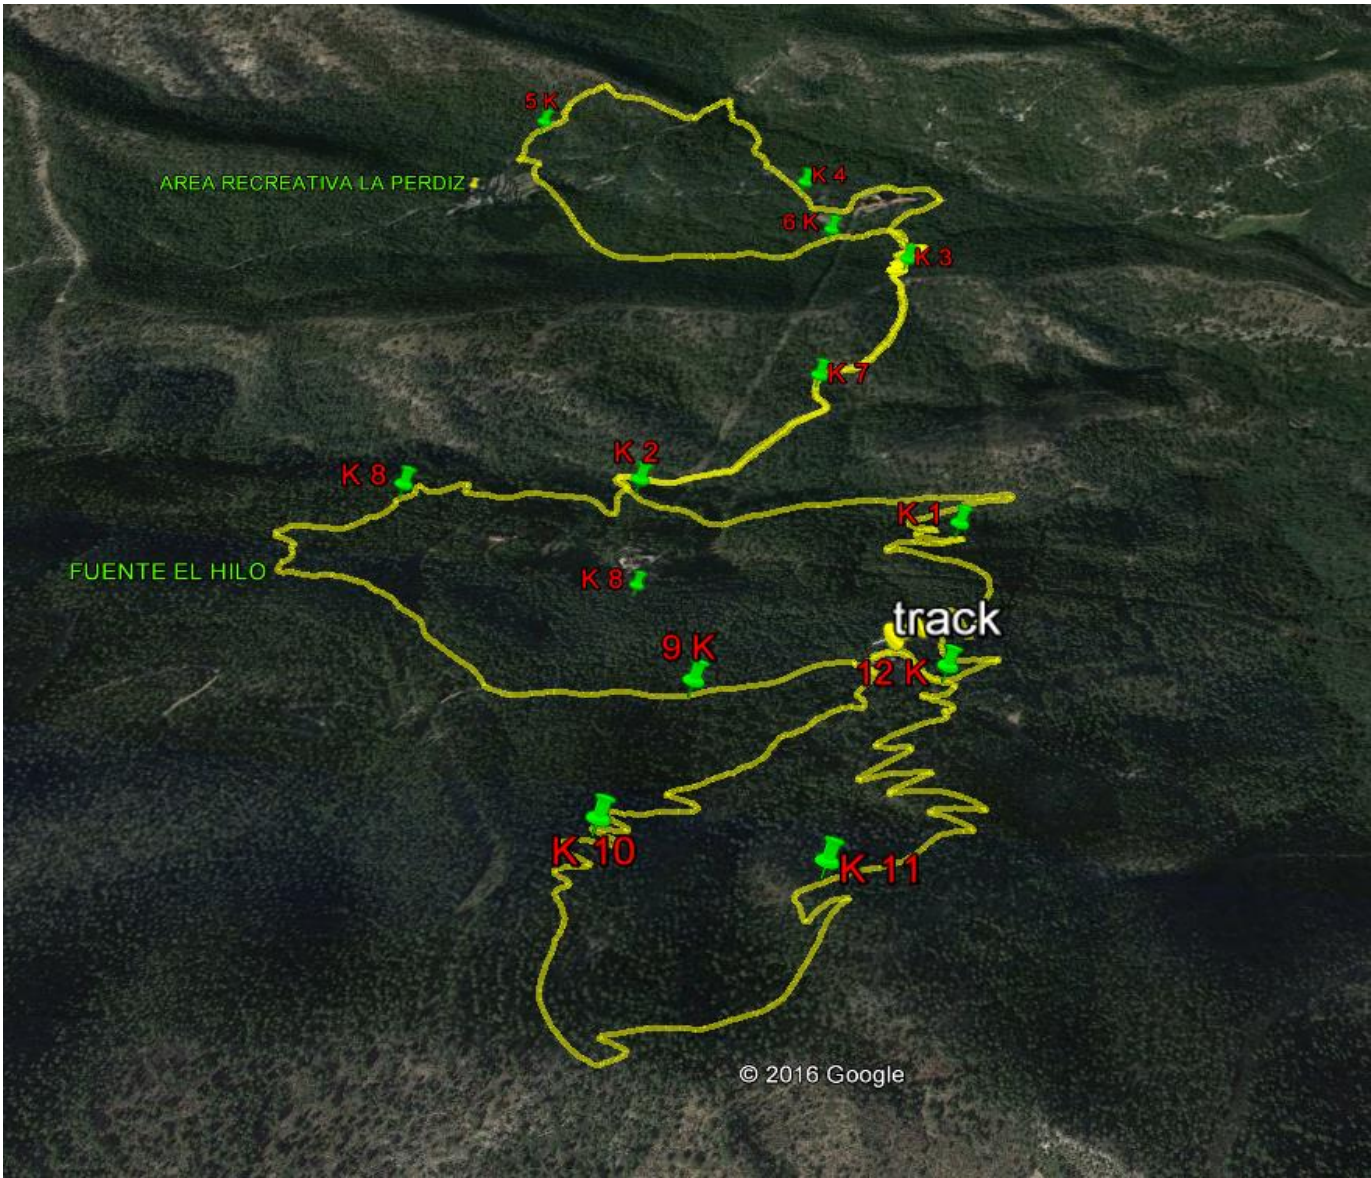 5 K
K 4
AREA RECREATIVA LA PERDIZ
6 K
K 3
K 7
K 2
K 8
K 1
FUENTE EL HILO
K 8
track
9 K
12 K
K 10
K 11
© 2016 Google